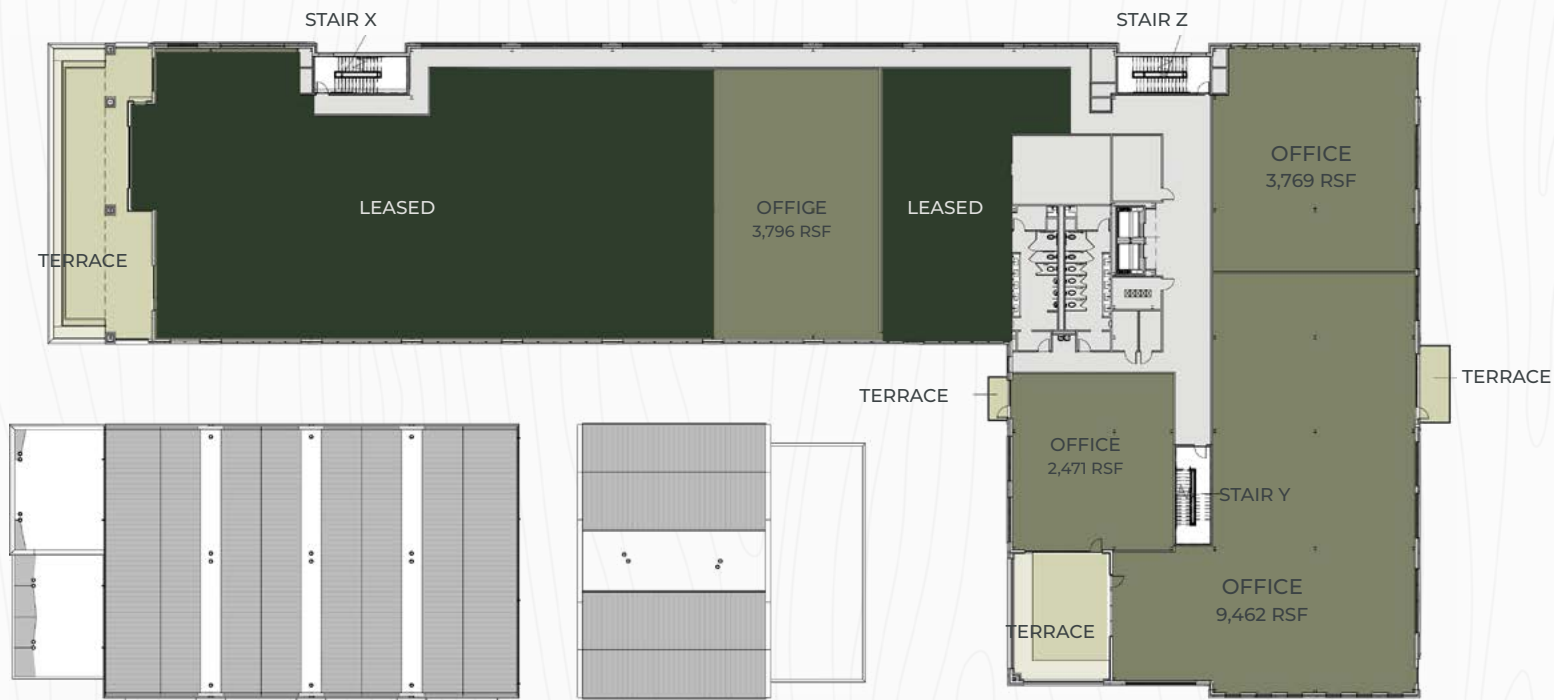 STAIR X
STAIR Z
OFFICE
3,769 RSF
LEASED
OFFIGE
3,796 RSF
LEASED
TERRACE
TERRACE
TERRACE
OFFICE
2,471 RSF
STAIR Y
OFFICE
9,462 RSF
TERRACE